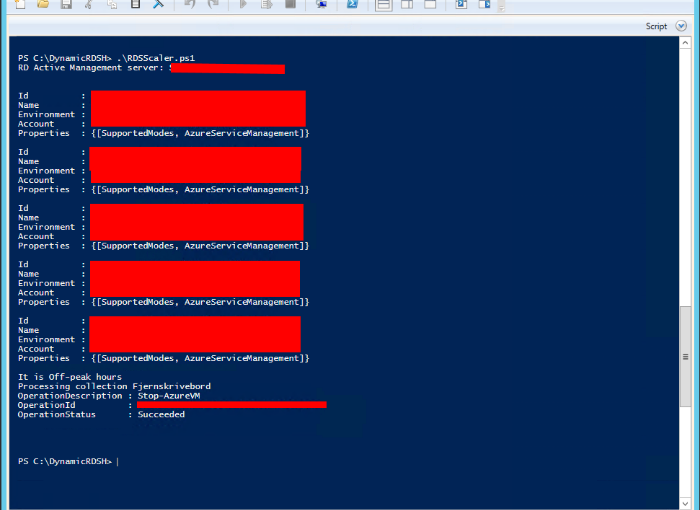 Script
PS C:\DynamicRDSH> .\RDSScaler.ps1
RD Active Management server:
Id :
Name :
Environment :
Account :
Properties : {[SupportedModes, AzureServiceManagement]}
Id :
Name :
Environment :
Account :
Properties : {[SupportedModes, AzureServiceManagement]}
Id :
Name :
Environment :
Account :
Properties : {[SupportedModes, AzureServiceManagement]}
Id :
Name :
Environment :
Account :
Properties : {[SupportedModes, AzureServiceManagement]}
Id :
Name :
Environment :
Account :
Properties : {[SupportedModes, AzureServiceManagement]}
It is Off-peak hours
Processing collection Fjernskrivebord
OperationDescription : Stop-AzureVM
OperationId :
OperationStatus : Succeeded
PS C:\DynamicRDSH>